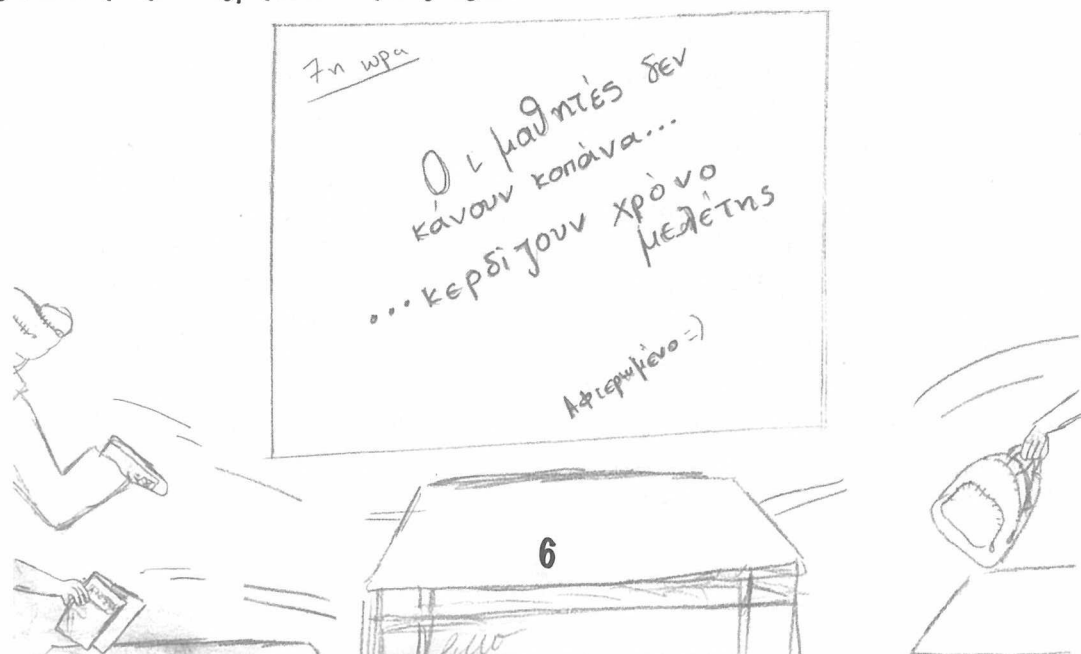 7η ωρα
Οι μαθητές δεν
κάνουν κοπάνα...
...κερδίζουν χρόνο
μελέτης
Αφιερωμένο =)
6